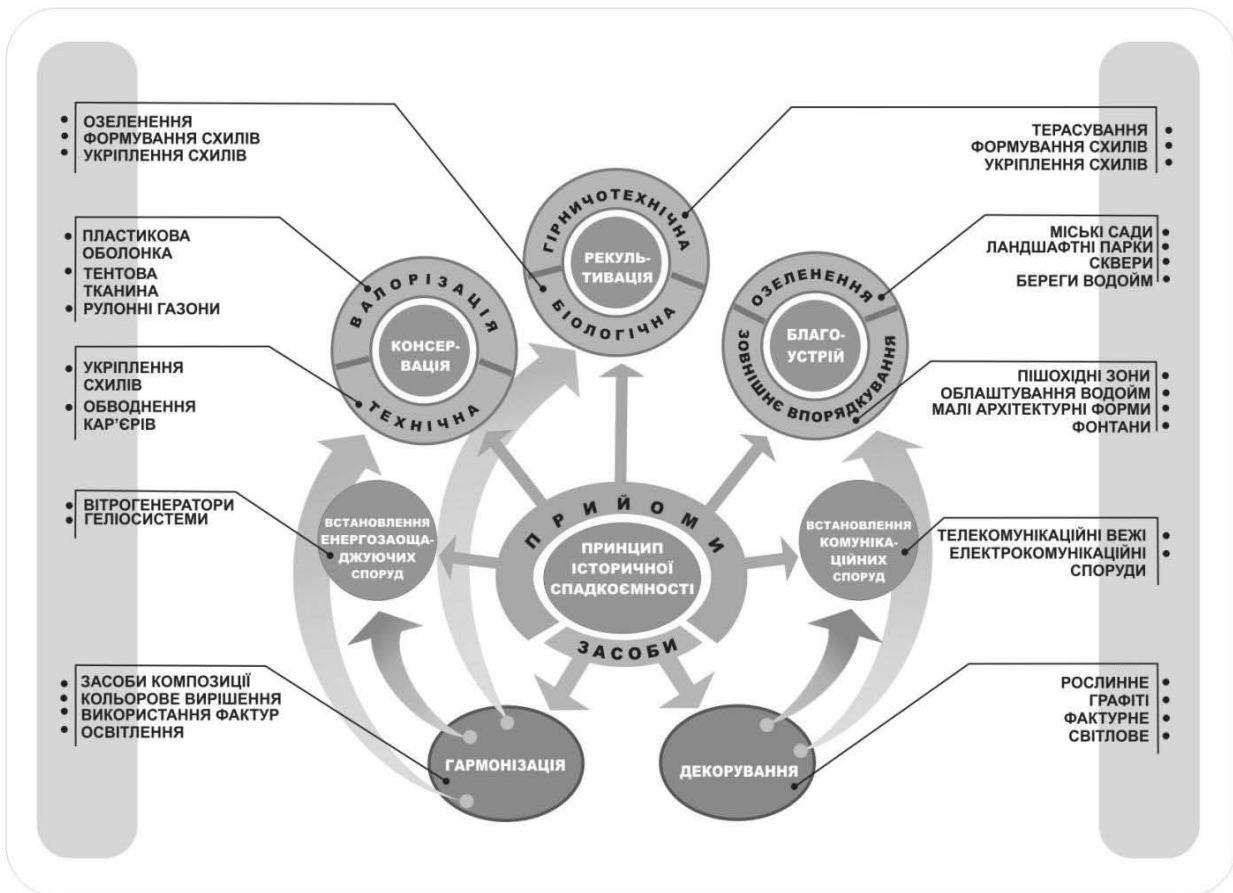 ОЗЕЛЕНЕННЯ
ФОРМУВАННЯ СХИЛІВ
УКРІПЛЕННЯ СХИЛІВ
ТЕРАСУВАННЯ
ФОРМУВАННЯ СХИЛІВ
УКРІПЛЕННЯ СХИЛІВ
ГІРНИЧОТЕХНІЧНА
РЕКУЛЬ-
ТИВАЦІЯ
БІОЛОГІЧНА
ПЛАСТИКОВА
ОБОЛОНКА
ТЕНТОВА
ТКАНИНА
РУЛОННІ ГАЗОНИ
ВАЛОРІЗАЦІЯ
КОНСЕР-
ВАЦІЯ
ТЕХНІЧНА
ОЗЕЛЕНЕННЯ
БЛАГО-
УСТРІЙ
ЗОВНІШНЄ ВПОРЯДКУВАННЯ
МІСЬКІ САДИ
ЛАНДШАФТНІ ПАРКИ
СКВЕРИ
БЕРЕГИ ВОДОЙМ
УКРІПЛЕННЯ
СХИЛІВ
ОБВОДНЕННЯ
КАР’ЄРІВ
ПІШОХІДНІ ЗОНИ
ОБЛАШТУВАННЯ ВОДОЙМ
МАЛІ АРХІТЕКТУРНІ ФОРМИ
ФОНТАНИ
ВІТРОГЕНЕРАТОРИ
ГЕЛІОСИСТЕМИ
ВСТАНОВЛЕННЯ
ЕНЕРГОЗАОЩА-
ДЖУЮЧИХ
СПОРУД
ПРИЙОМИ
ПРИНЦИП
ІСТОРИЧНОЇ
СПАДКОЄМНОСТІ
ЗАСОБИ
ВСТАНОВЛЕННЯ
КОМУНІКА-
ЦІЙНИХ
СПОРУД
ТЕЛЕКОМУНІКАЦІЙНІ ВЕЖІ
ЕЛЕКТРОКОМУНІКАЦІЙНІ
СПОРУДИ
ЗАСОБИ КОМПОЗИЦІЇ
КОЛЬОРОВЕ ВИРІШЕННЯ
ВИКОРИСТАННЯ ФАКТУР
ОСВІТЛЕННЯ
ГАРМОНІЗАЦІЯ
ДЕКОРУВАННЯ
РОСЛИННЕ
ГРАФІТІ
ФАКТУРНЕ
СВІТЛОВЕ